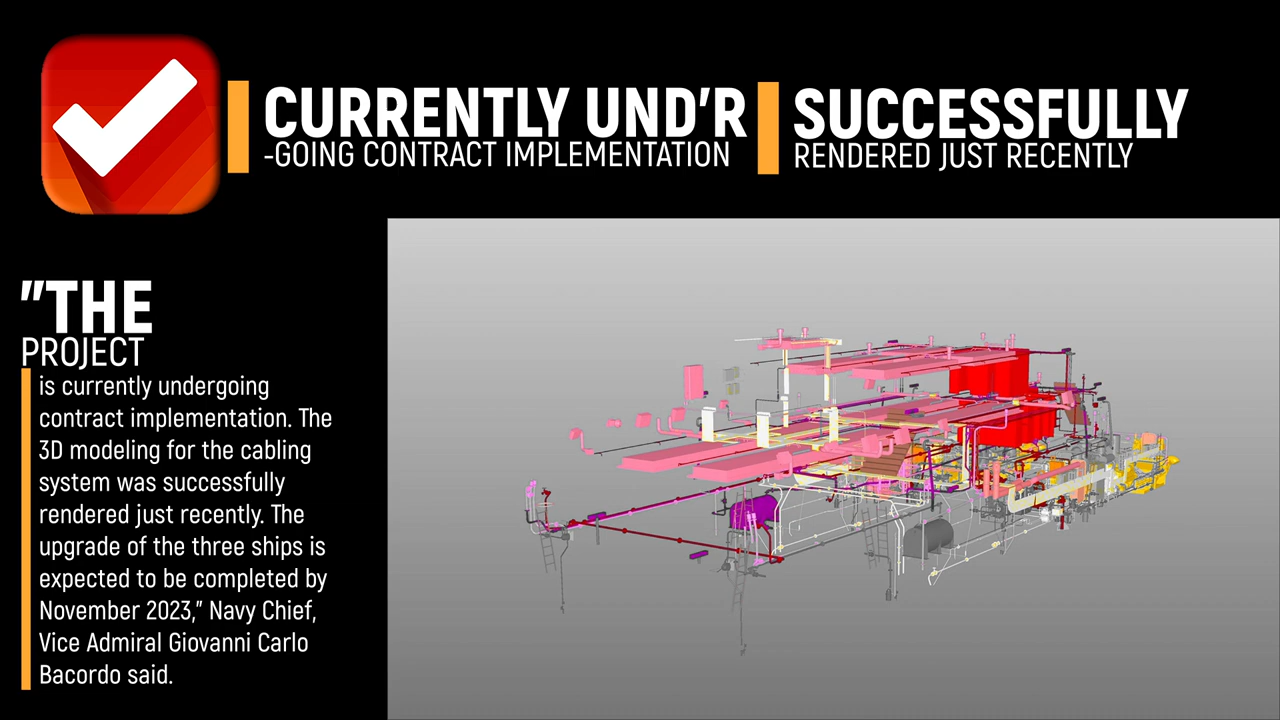 CURRENTLY UND'R
-GOING CONTRACT IMPLEMENTATION
SUCCESSFULLY
RENDERED JUST RECENTLY
"THE
PROJECT
is currently undergoing
contract implementation. The
3D modeling for the cabling
system was successfully
rendered just recently. The
upgrade of the three ships is
expected to be completed by
November 2023," Navy Chief,
Vice Admiral Giovanni Carlo
Bacordo said.